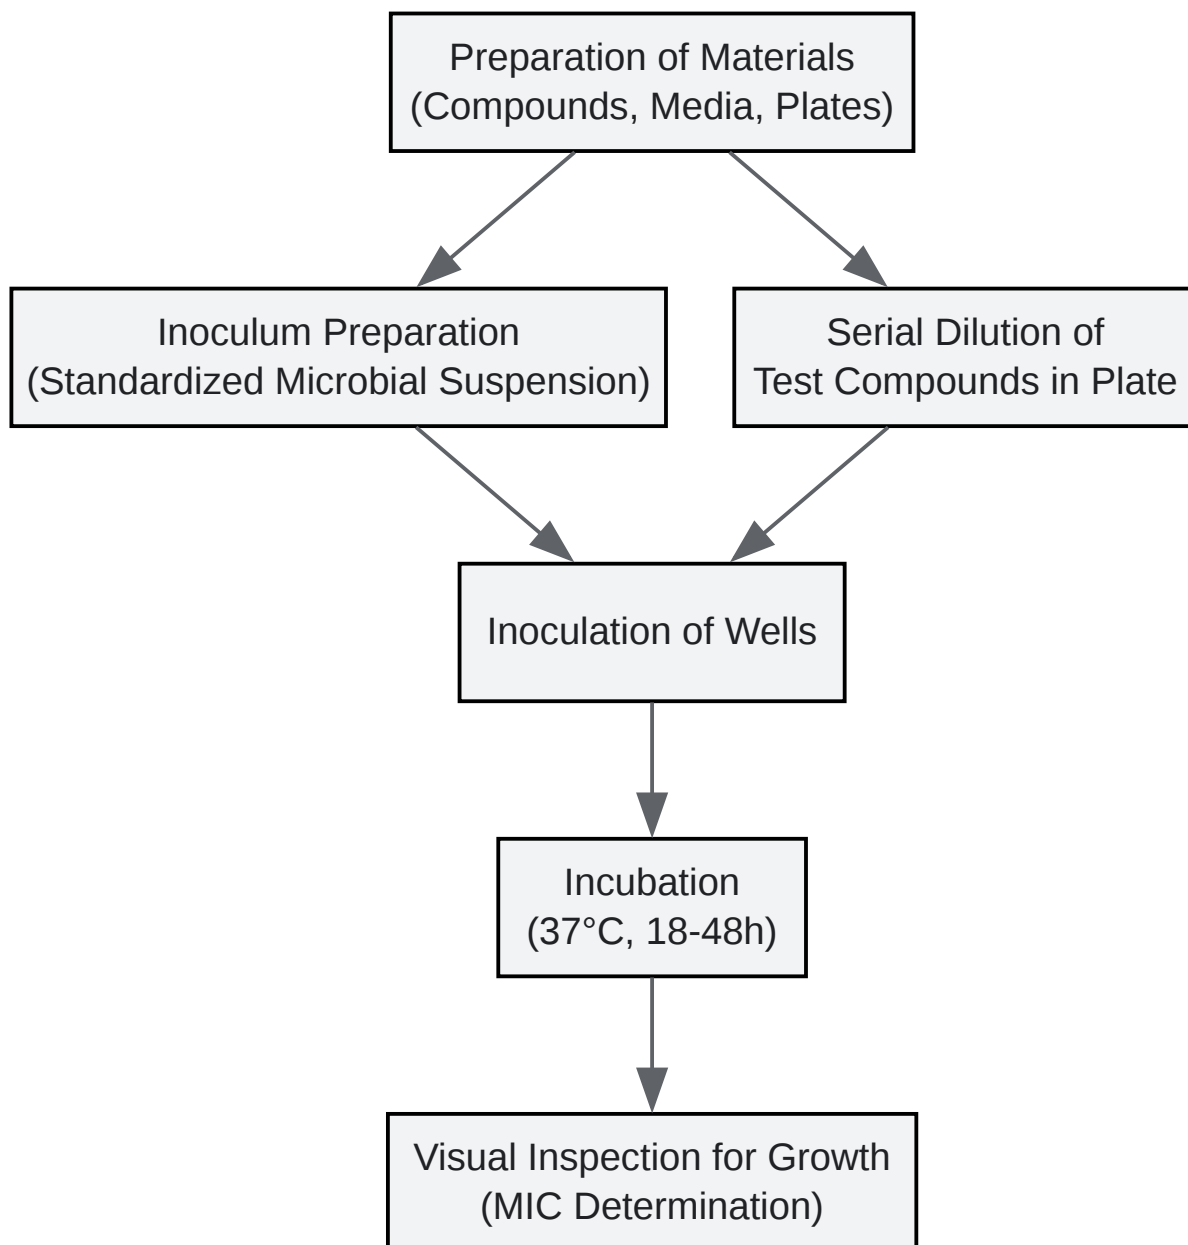 Preparation of Materials
(Compounds, Media, Plates)
Inoculum Preparation
(Standardized Microbial Suspension)
Serial Dilution of
Test Compounds in Plate
Inoculation of Wells
Incubation
(37°C, 18-48h)
Visual Inspection for Growth
(MIC Determination)